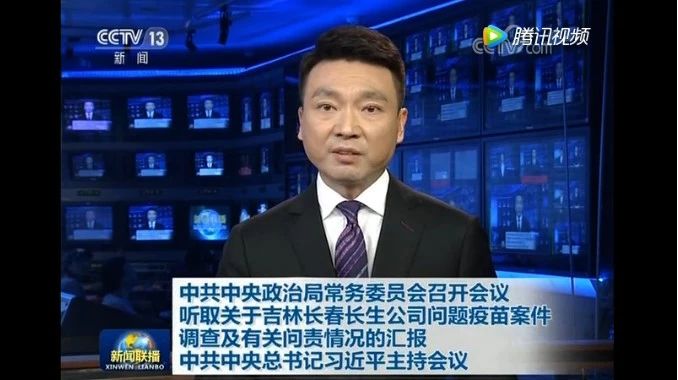 CCTV 13
新闻
腾讯视频
CCTV.com
中共中央政治局常务委员会召开会议
听取关于吉林长春长生公司问题疫苗案件
调查及有关问责情况的汇报
中共中央总书记习近平主持会议
新闻联播
XINWEN LIANBO